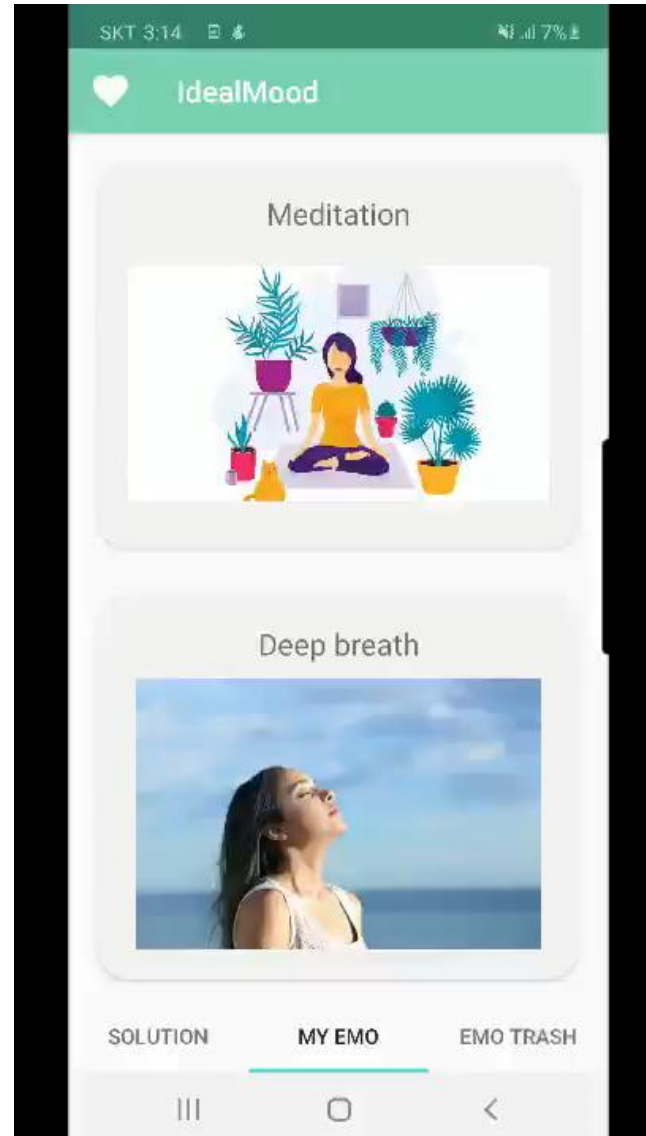 SKT 3:14 7%
IdealMood
Meditation
Deep breath
SOLUTION MY EMO EMO TRASH